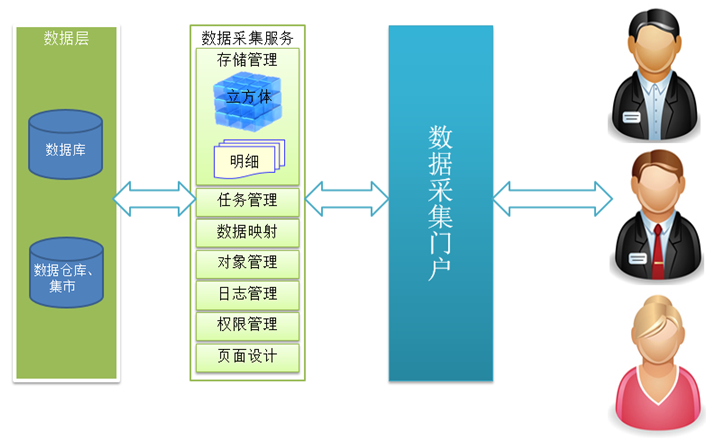 数据层
数据库
数据仓库、
集市
数据采集服务
存储管理
立方体
明细
任务管理
数据映射
对象管理
日志管理
权限管理
页面设计
数据采集门户